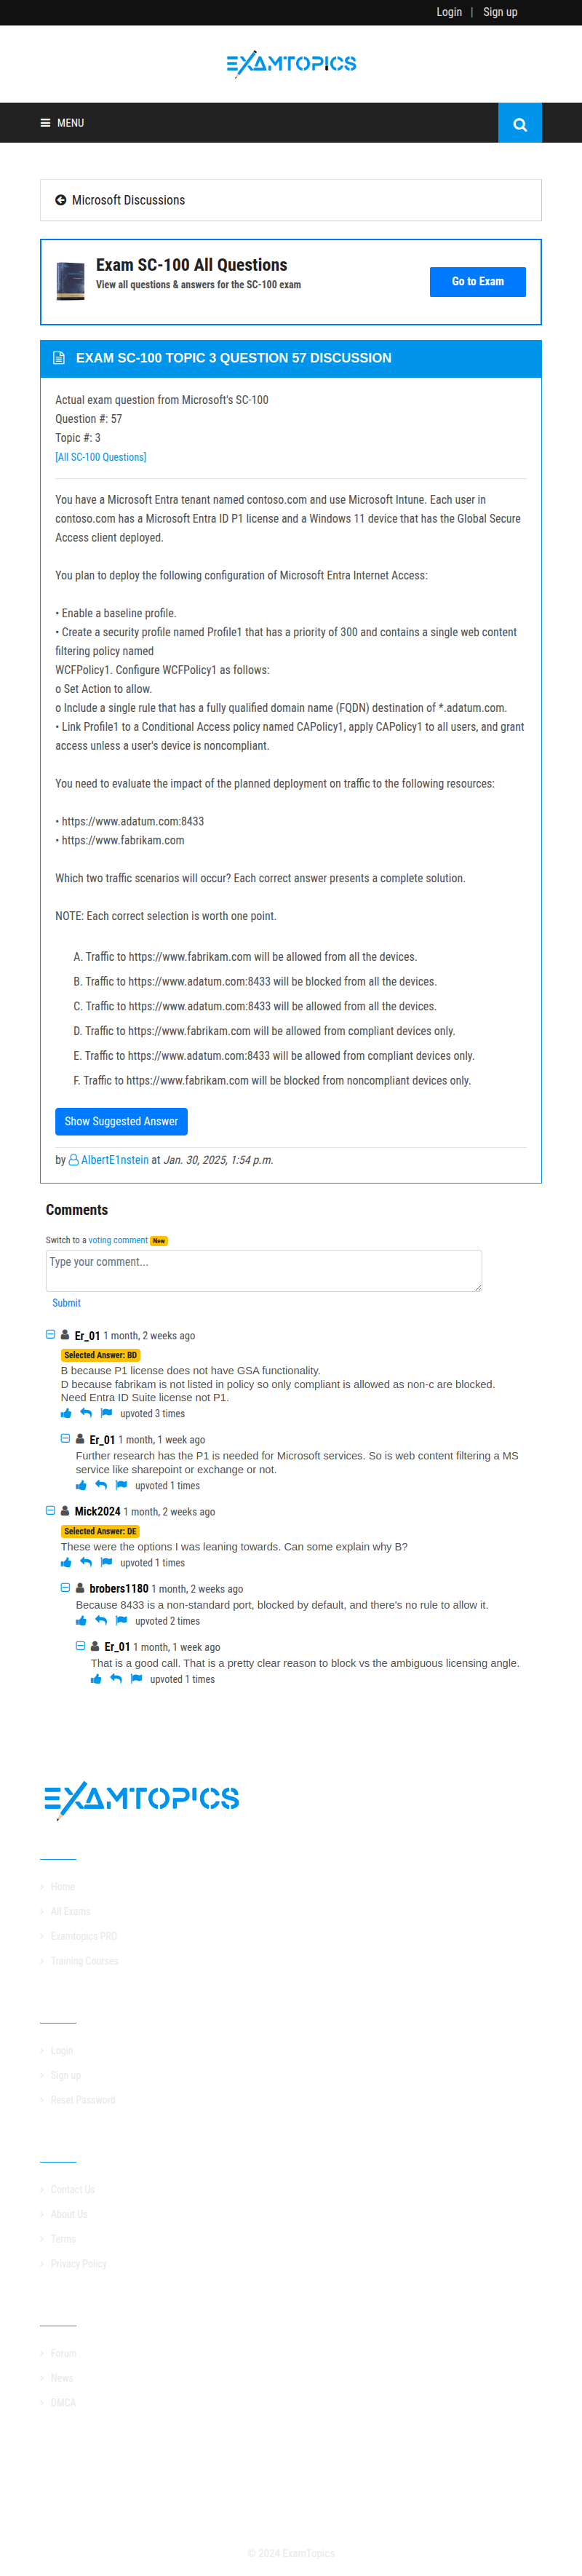 Login | Sign up
EXAMTOPICS
MENU
Microsoft Discussions
Exam SC-100 All Questions
View all questions & answers for the SC-100 exam
Go to Exam
EXAM SC-100 TOPIC 3 QUESTION 57 DISCUSSION
Actual exam question from Microsoft's SC-100
Question #: 57
Topic #: 3
[All SC-100 Questions]
You have a Microsoft Entra tenant named contoso.com and use Microsoft Intune. Each user in
contoso.com has a Microsoft Entra ID P1 license and a Windows 11 device that has the Global Secure
Access client deployed.
You plan to deploy the following configuration of Microsoft Entra Internet Access:
• Enable a baseline profile.
• Create a security profile named Profile1 that has a priority of 300 and contains a single web content
filtering policy named
WCFPolicy1. Configure WCFPolicy1 as follows:
o Set Action to allow.
o Include a single rule that has a fully qualified domain name (FQDN) destination of *.adatum.com.
• Link Profile1 to a Conditional Access policy named CAPolicy1, apply CAPolicy1 to all users, and grant
access unless a user's device is noncompliant.
You need to evaluate the impact of the planned deployment on traffic to the following resources:
• https://www.adatum.com:8433
• https://www.fabrikam.com
Which two traffic scenarios will occur? Each correct answer presents a complete solution.
NOTE: Each correct selection is worth one point.
A. Traffic to https://www.fabrikam.com will be allowed from all the devices.
B. Traffic to https://www.adatum.com:8433 will be blocked from all the devices.
C. Traffic to https://www.adatum.com:8433 will be allowed from all the devices.
D. Traffic to https://www.fabrikam.com will be allowed from compliant devices only.
E. Traffic to https://www.adatum.com:8433 will be allowed from compliant devices only.
F. Traffic to https://www.fabrikam.com will be blocked from noncompliant devices only.
Show Suggested Answer
by AlbertE1nstein at Jan. 30, 2025, 1:54 p.m.
Comments
Switch to a voting comment New
Type your comment...
Submit
Er_01 1 month, 2 weeks ago
Selected Answer: BD
B because P1 license does not have GSA functionality.
D because fabrikam is not listed in policy so only compliant is allowed as non-c are blocked.
Need Entra ID Suite license not P1.
upvoted 3 times
Er_01 1 month, 1 week ago
Further research has the P1 is needed for Microsoft services. So is web content filtering a MS
service like sharepoint or exchange or not.
upvoted 1 times
Mick2024 1 month, 2 weeks ago
Selected Answer: DE
These were the options I was leaning towards. Can some explain why B?
upvoted 1 times
brobers1180 1 month, 2 weeks ago
Because 8433 is a non-standard port, blocked by default, and there's no rule to allow it.
upvoted 2 times
Er_01 1 month, 1 week ago
That is a good call. That is a pretty clear reason to block vs the ambiguous licensing angle.
upvoted 1 times
EXAMTOPICS
Home
All Exams
Examtopics PRO
Training Courses
Login
Sign up
Reset Password
Contact Us
About Us
Terms
Privacy Policy
Forum
News
DMCA
© 2024 ExamTopics